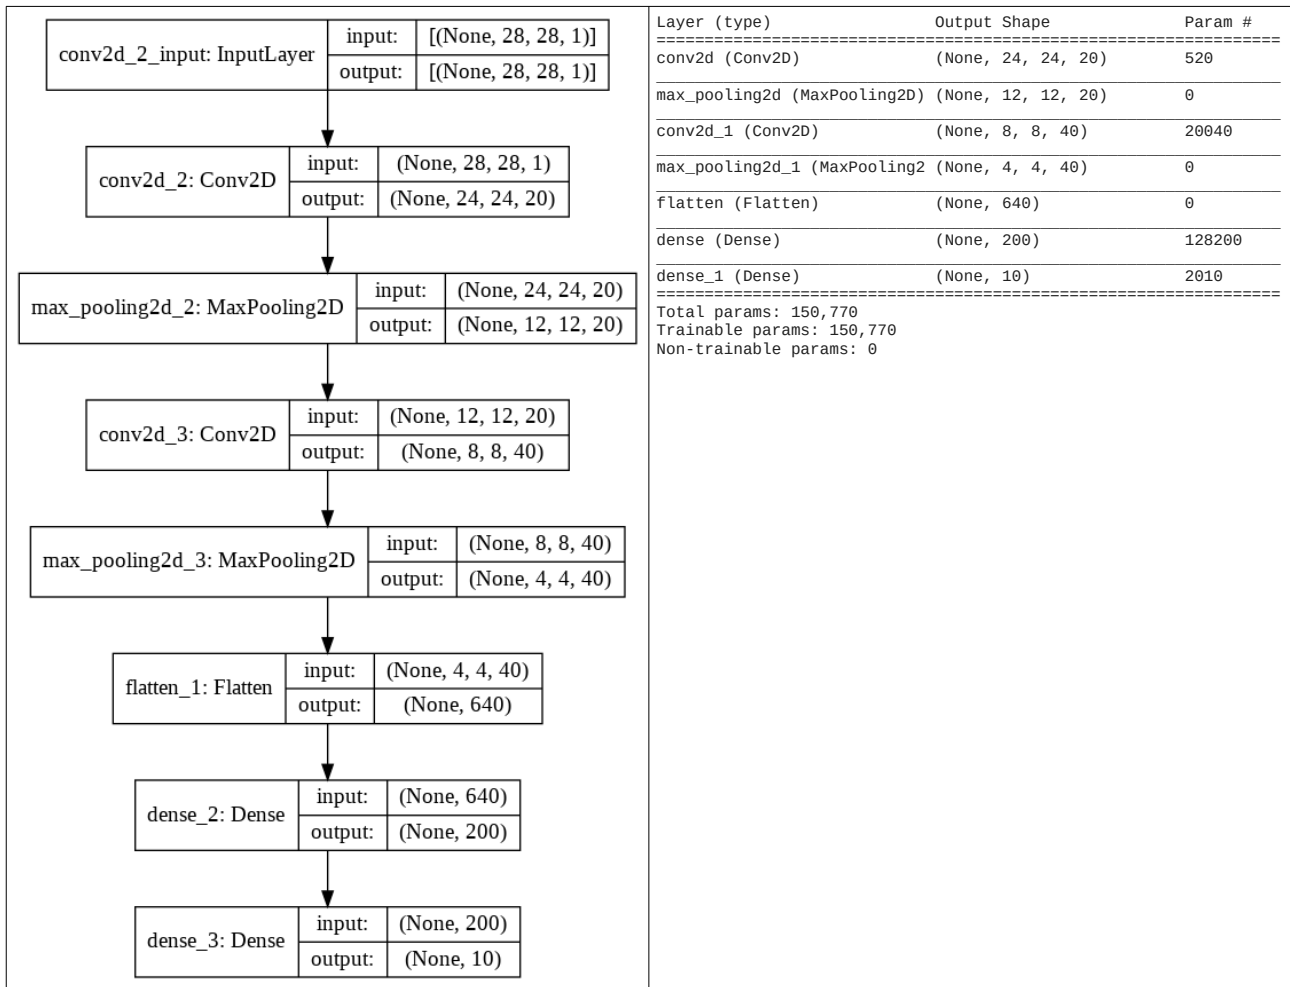 conv2d_2_input: InputLayer
input: [(None, 28, 28, 1)]
output: [(None, 28, 28, 1)]
conv2d_2: Conv2D
input: (None, 28, 28, 1)
output: (None, 24, 24, 20)
max_pooling2d_2: MaxPooling2D
input: (None, 24, 24, 20)
output: (None, 12, 12, 20)
conv2d_3: Conv2D
input: (None, 12, 12, 20)
output: (None, 8, 8, 40)
max_pooling2d_3: MaxPooling2D
input: (None, 8, 8, 40)
output: (None, 4, 4, 40)
flatten_1: Flatten
input: (None, 4, 4, 40)
output: (None, 640)
dense_2: Dense
input: (None, 640)
output: (None, 200)
dense_3: Dense
input: (None, 200)
output: (None, 10)
Layer (type) Output Shape Param #
conv2d (Conv2D) (None, 24, 24, 20) 520
max_pooling2d (MaxPooling2D) (None, 12, 12, 20) 0
conv2d_1 (Conv2D) (None, 8, 8, 40) 20040
max_pooling2d_1 (MaxPooling2 (None, 4, 4, 40) 0
flatten (Flatten) (None, 640) 0
dense (Dense) (None, 200) 128200
dense_1 (Dense) (None, 10) 2010
Total params: 150,770
Trainable params: 150,770
Non-trainable params: 0